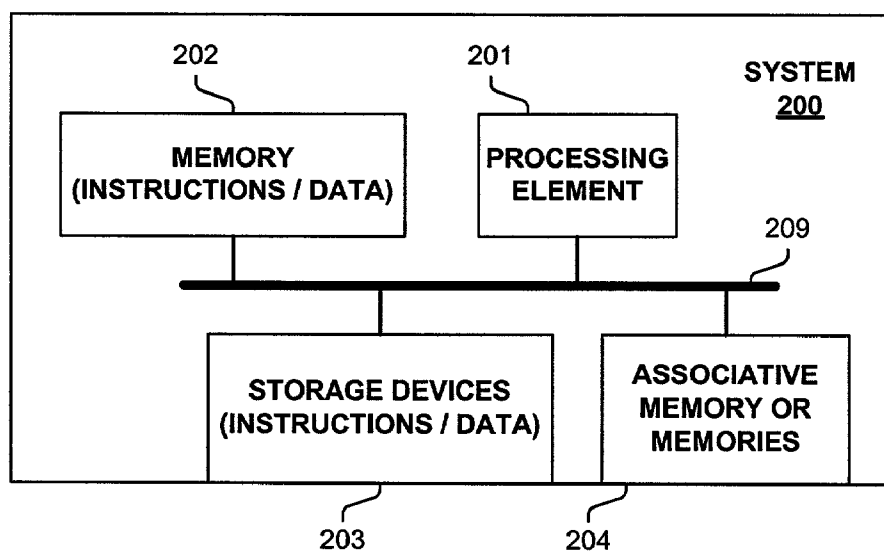 202
201
SYSTEM
200
MEMORY
(INSTRUCTIONS / DATA)
PROCESSING
ELEMENT
209
STORAGE DEVICES
(INSTRUCTIONS / DATA)
ASSOCIATIVE
MEMORY OR
MEMORIES
203
204